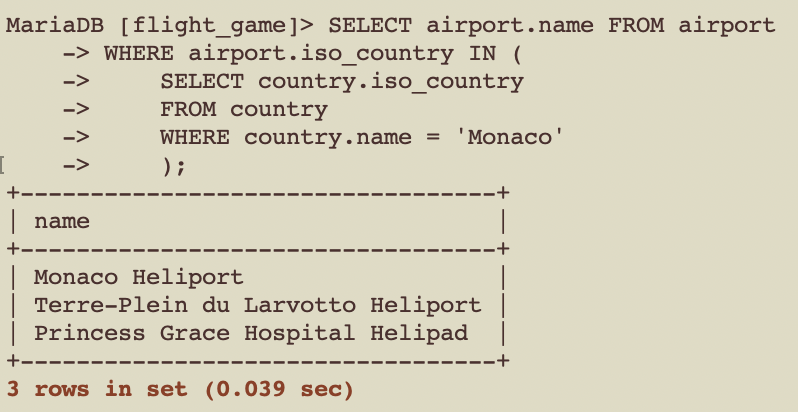 MariaDB [flight_game]> SELECT airport.name FROM airport
    -> WHERE airport.iso_country IN (
    ->     SELECT country.iso_country
    ->     FROM country
    ->     WHERE country.name = 'Monaco'
    ->     );
+----------------------------------+
| name                             |
+----------------------------------+
| Monaco Heliport                  |
| Terre-Plein du Larvotto Heliport |
| Princess Grace Hospital Helipad  |
+----------------------------------+
3 rows in set (0.039 sec)